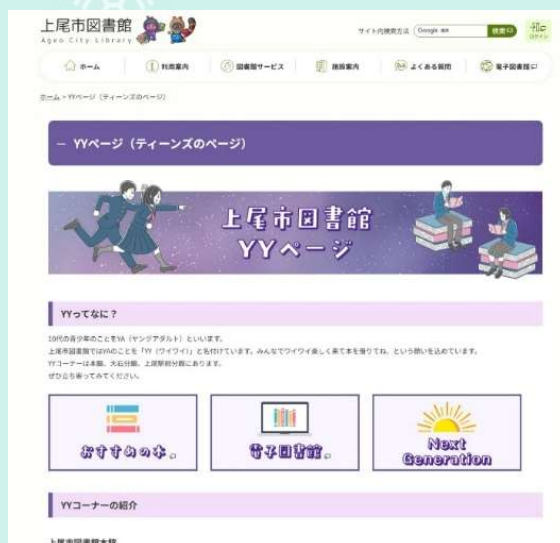 上尾市図書館
Ageo City Library
サイト内検索方法
Google
検索
ログイン
ホーム
利用案内
図書館サービス
施設案内
Q&A
よくある質問
電子図書館
ホーム > YYページ（ティーンズのページ）
― YYページ（ティーンズのページ）
上尾市図書館
YYページ
YYってなに？
10代の青少年のことをYA（ヤングアダルト）といいます。
上尾市図書館ではYAのことを「YY（ワイワイ）」と名付けています。みんなでワイワイ楽しく来て本を借りてね、という願いを込めています。
YYコーナーは本館、大石分館、上尾駅前分館にあります。
ぜひ立ち寄ってみてください。
おすすめの本。
電子図書館。
Next
Generation
YYコーナーの紹介
上尾市図書館本館